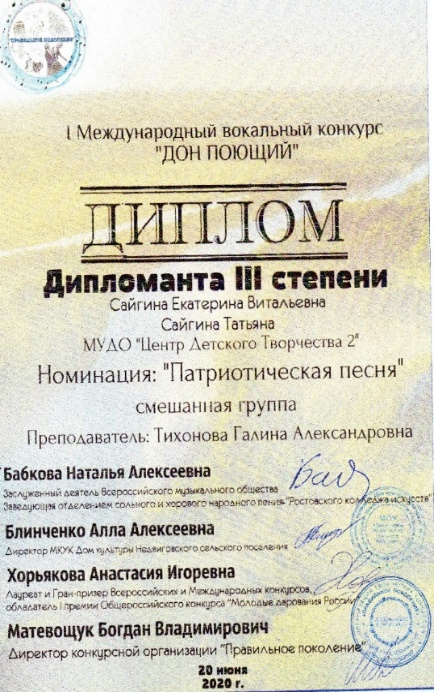 I Международный вокальный конкурс
"ДОН ПОЮЩИЙ"
ДИПЛОМ
Дипломанта III степени
Сайгина Екатерина Витальевна
Сайгина Татьяна
МУДО "Центр Детского Творчества 2"
Номинация: "Патриотическая песня"
смешанная группа
Преподаватель: Тихонова Галина Александровна
Бабкова Наталья Алексеевна
Заслуженный деятель Всероссийского музыкального общества
Заведующая отделением сольного и хорового народного пения "Ростовского колледжа искусств"
Блинченко Алла Алексеевна
Директор МКУК Дом культуры Недвиговского сельского поселения
Хорьякова Анастасия Игоревна
Лауреат и Гран-призер Всероссийских и Международных конкурсов,
обладатель I премии Общероссийского конкурса "Молодые дарования России"
Матевощук Богдан Владимирович
Директор конкурсной организации "Правильное поколение"
20 июня
2020 г.